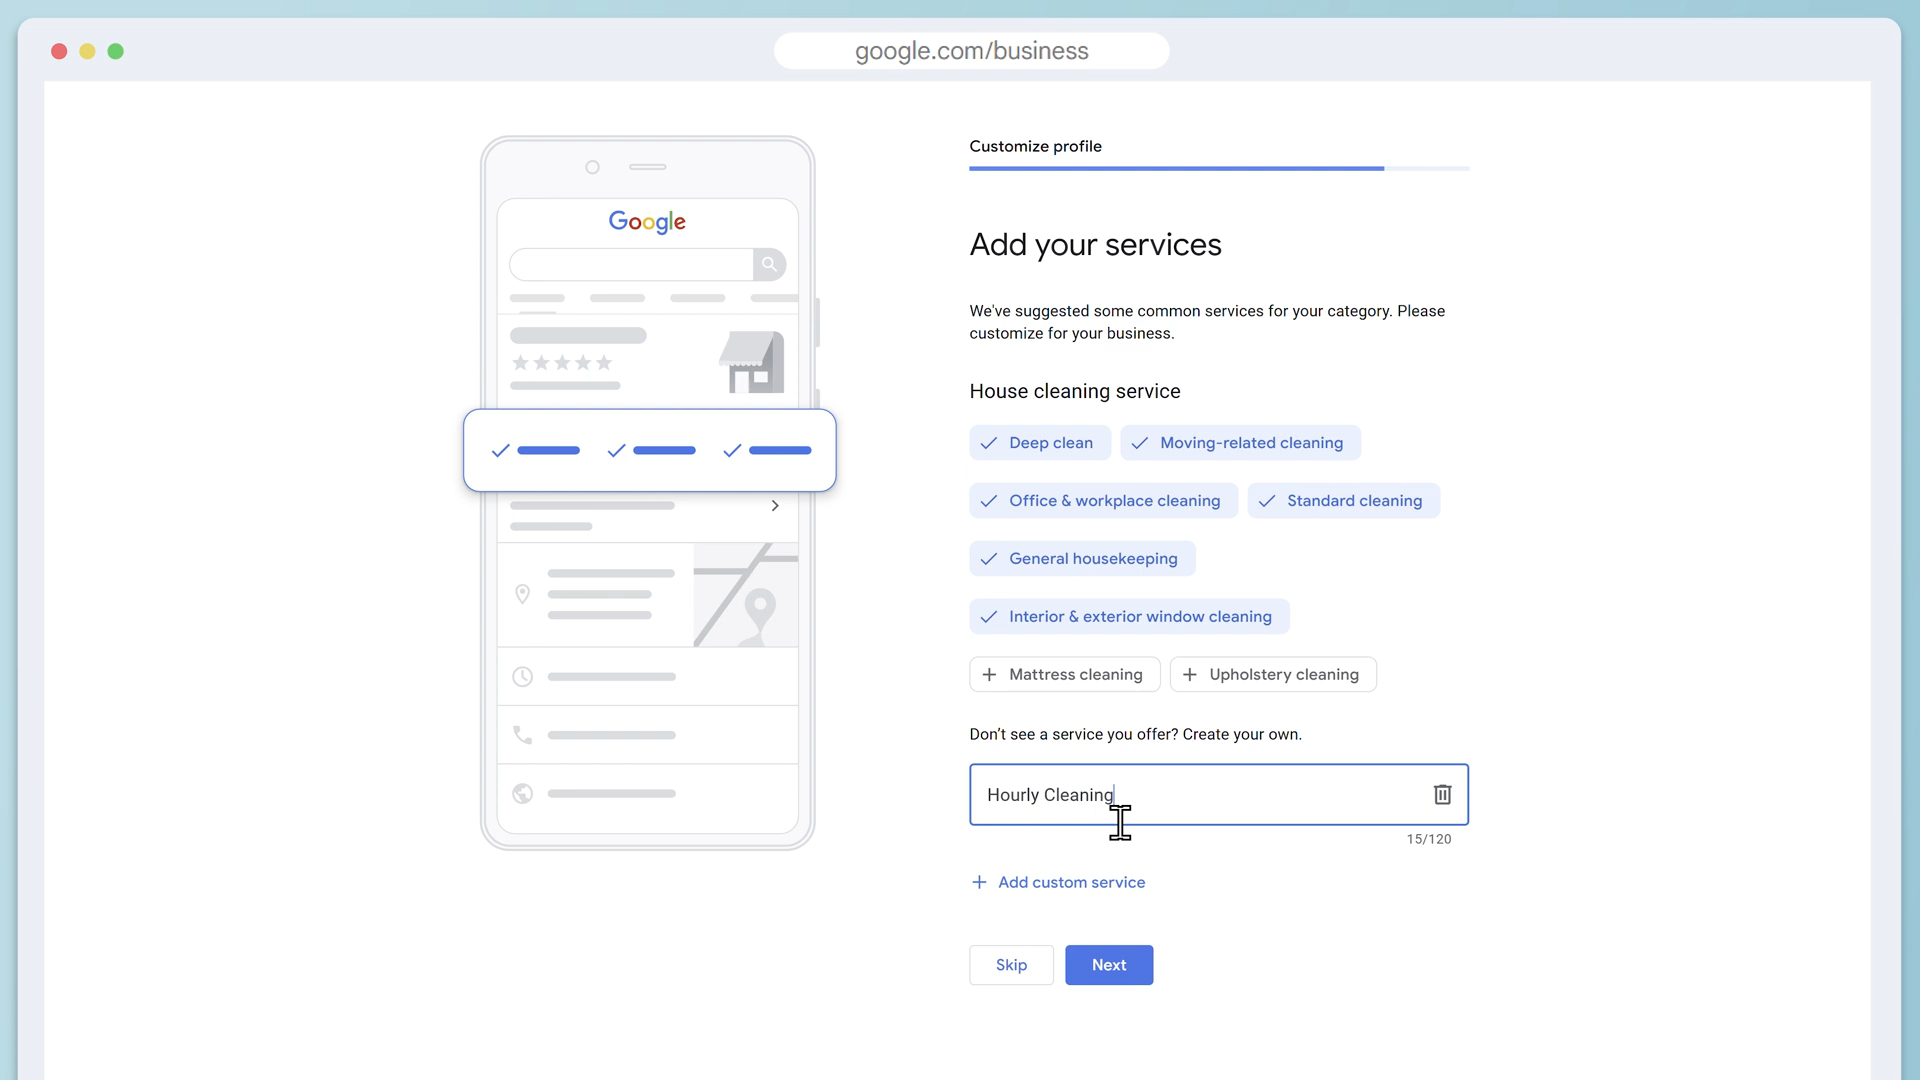 google.com/business
Google
Customize profile
Add your services
We've suggested some common services for your category. Please
customize for your business.
House cleaning service
Deep clean
Moving-related cleaning
Office & workplace cleaning
Standard cleaning
General housekeeping
Interior & exterior window cleaning
Mattress cleaning
Upholstery cleaning
Don’t see a service you offer? Create your own.
Hourly Cleaning
15/120
Add custom service
Skip
Next